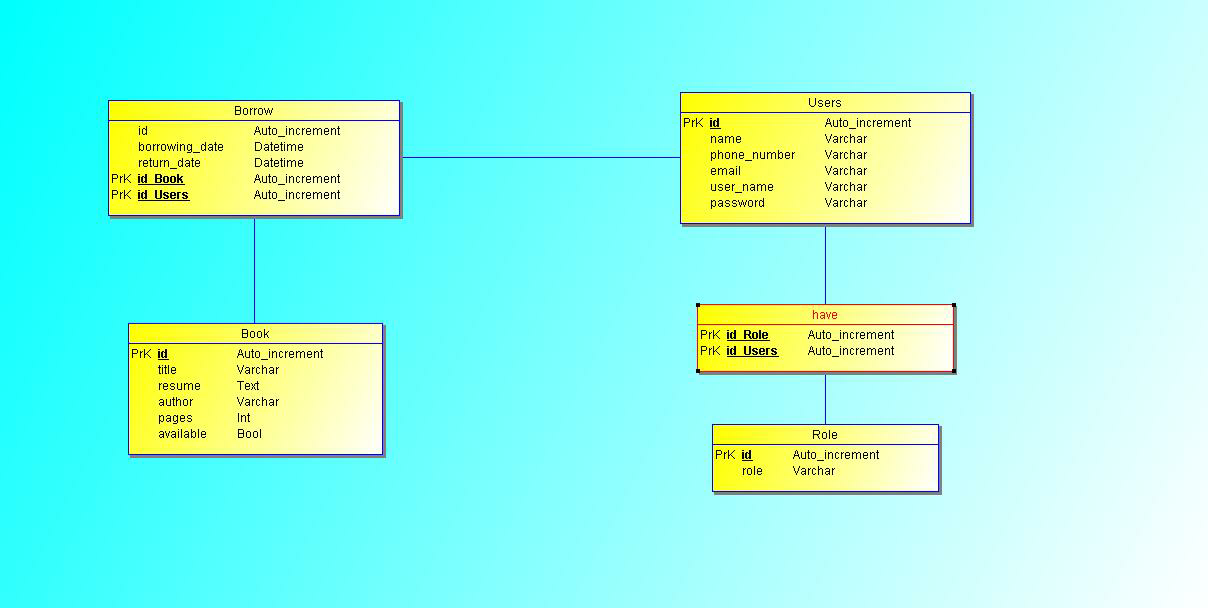 Borrow
id Auto_increment
borrowing_date Datetime
return_date Datetime
PrK id_Book Auto_increment
PrK id_Users Auto_increment
Users
PrK id Auto_increment
name Varchar
phone_number Varchar
email Varchar
user_name Varchar
password Varchar
Book
PrK id Auto_increment
title Varchar
resume Text
author Varchar
pages Int
available Bool
have
PrK id_Role Auto_increment
PrK id_Users Auto_increment
Role
PrK id Auto_increment
role Varchar